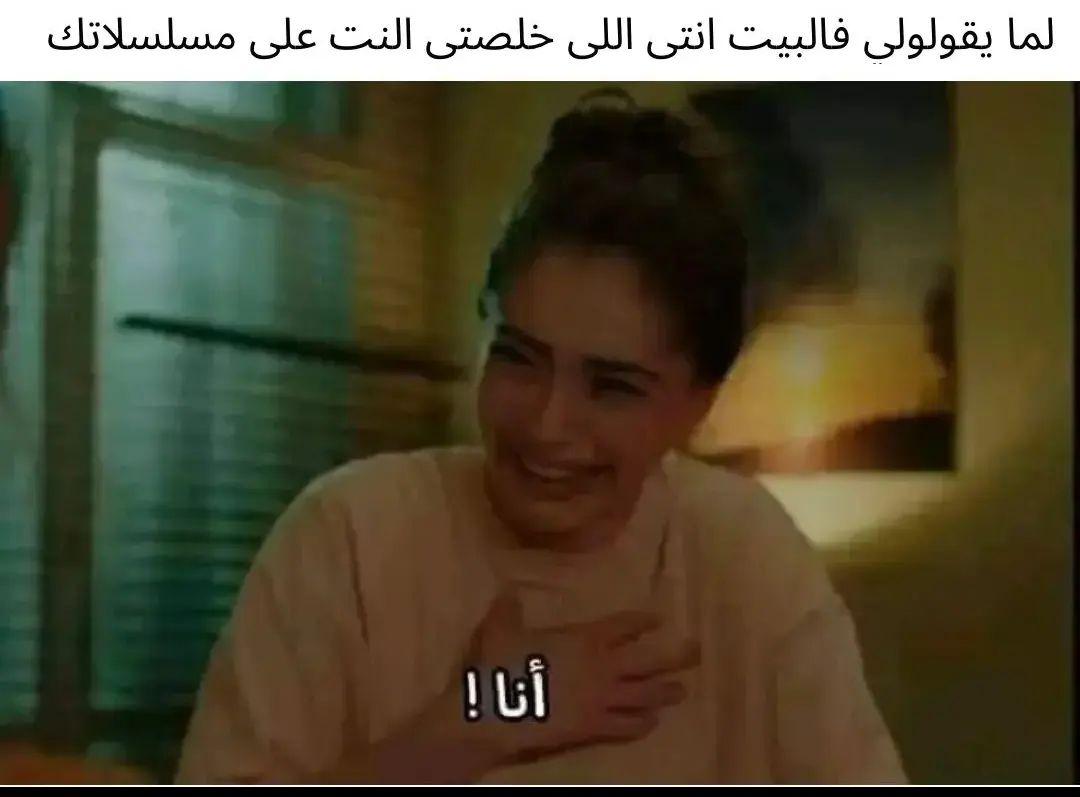 لما يقولولي فالبيت انتى اللى خلصتى النت على مسلسلاتك
أنا !